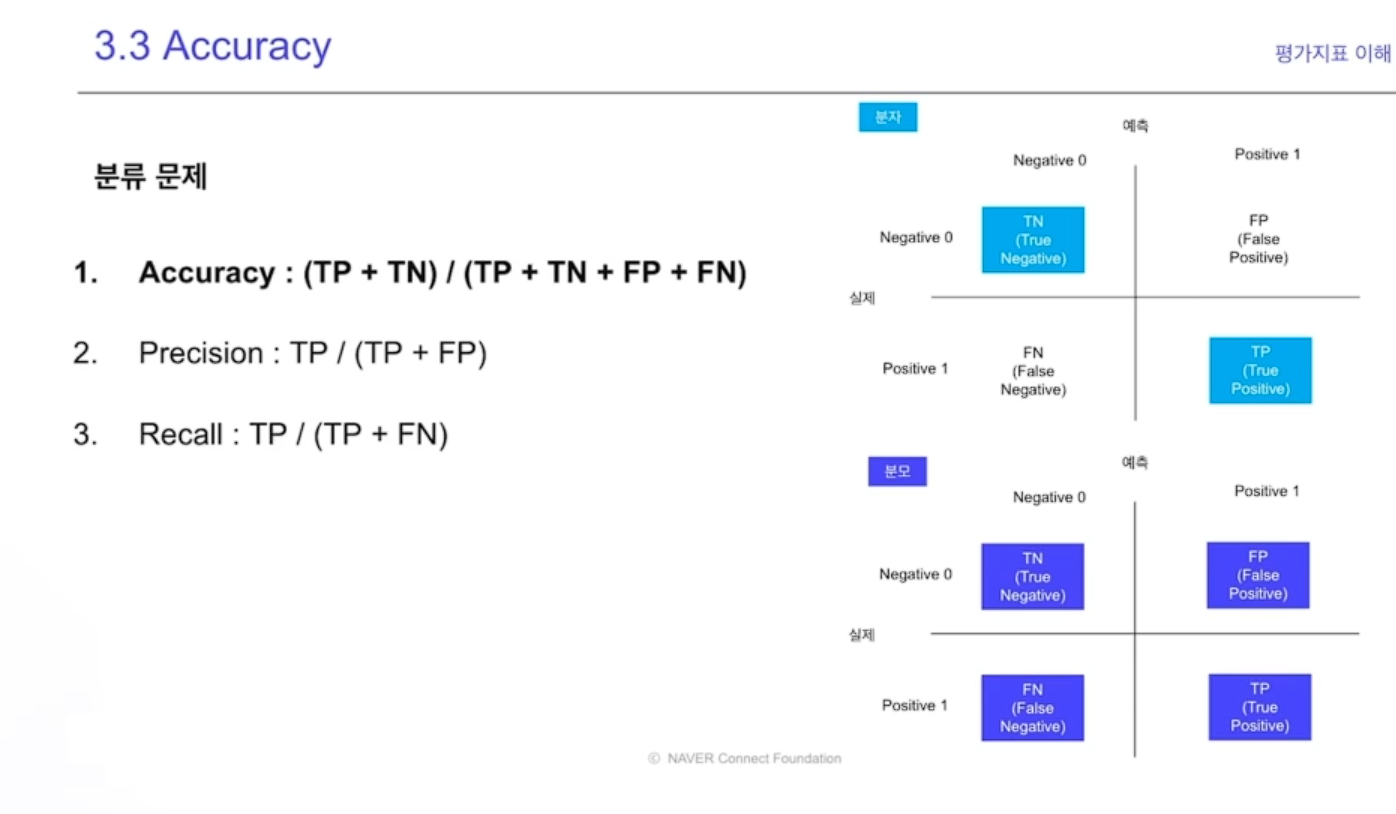 3.3 Accuracy
평가지표 이해
분류 문제
1. Accuracy : (TP + TN) / (TP + TN + FP + FN)
2. Precision : TP / (TP + FP)
3. Recall : TP / (TP + FN)
분자
예측
Negative 0
Positive 1
Negative 0
TN
(True
Negative)
FP
(False
Positive)
실제
Positive 1
FN
(False
Negative)
TP
(True
Positive)
분모
예측
Negative 0
Positive 1
Negative 0
TN
(True
Negative)
FP
(False
Positive)
실제
Positive 1
FN
(False
Negative)
TP
(True
Positive)
© NAVER Connect Foundation